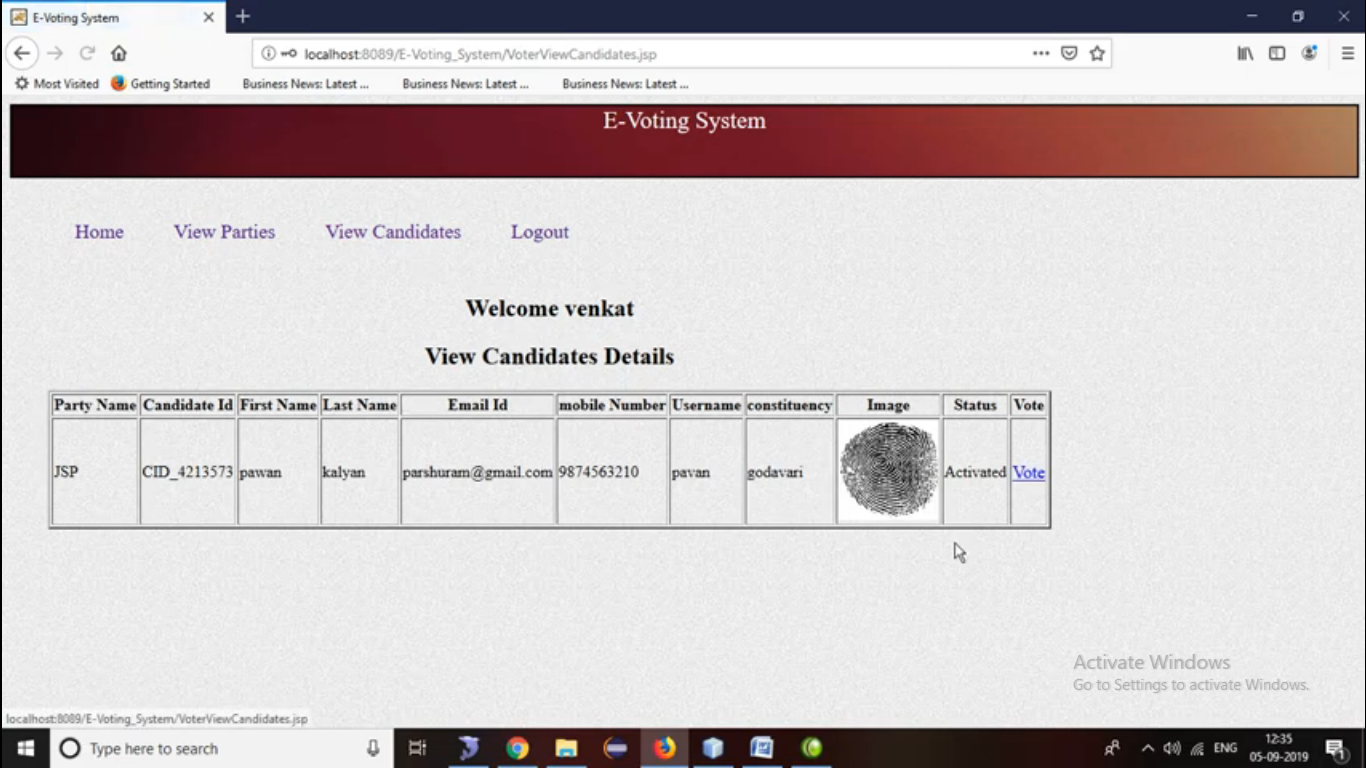 E-Voting System
localhost:8089/E-Voting_System/VoterViewCandidates.jsp
Most Visited Getting Started Business News: Latest ... Business News: Latest ... Business News: Latest ...
E-Voting System
Home View Parties View Candidates Logout
Welcome venkat
View Candidates Details
Party Name Candidate Id First Name Last Name Email Id mobile Number Username constituency Image Status Vote
JSP CID_4213573 pawan kalyan parshuram@gmail.com 9874563210 pavan godavari Activated Vote
Activate Windows
Go to Settings to activate Windows.
localhost:8089/E-Voting_System/VoterViewCandidates.jsp
Type here to search
ENG
12:35
05-09-2019
1